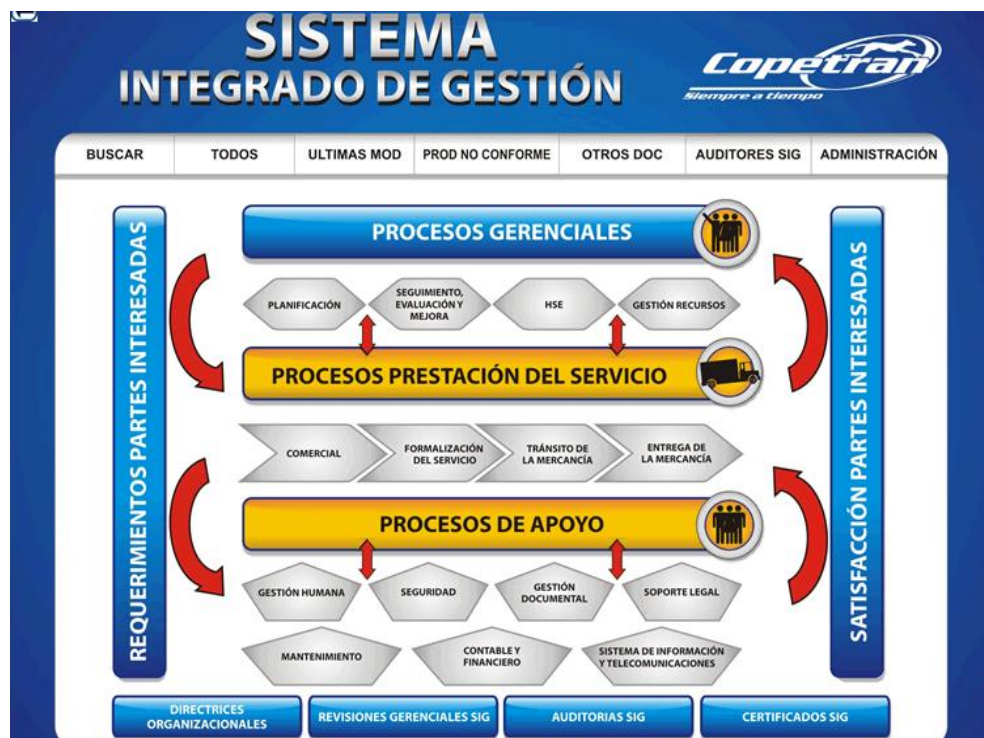 SISTEMA
INTEGRADO DE GESTIÓN
Copetran
Siempre a tiempo
BUSCAR
TODOS
ULTIMAS MOD
PROD NO CONFORME
OTROS DOC
AUDITORES SIG
ADMINISTRACIÓN
REQUERIMIENTOS PARTES INTERESADAS
PROCESOS GERENCIALES
PLANIFICACIÓN
SEGUIMIENTO,
EVALUACIÓN Y
MEJORA
HSE
GESTIÓN RECURSOS
PROCESOS PRESTACIÓN DEL SERVICIO
COMERCIAL
FORMALIZACIÓN
DEL SERVICIO
TRÁNSITO DE
LA MERCANCÍA
ENTREGA DE
LA MERCANCÍA
PROCESOS DE APOYO
GESTIÓN HUMANA
SEGURIDAD
GESTIÓN
DOCUMENTAL
SOPORTE LEGAL
MANTENIMIENTO
CONTABLE Y
FINANCIERO
SISTEMA DE INFORMACIÓN
Y TELECOMUNICACIONES
SATISFACCIÓN PARTES INTERESADAS
DIRECTRICES
ORGANIZACIONALES
REVISIONES GERENCIALES SIG
AUDITORIAS SIG
CERTIFICADOS SIG